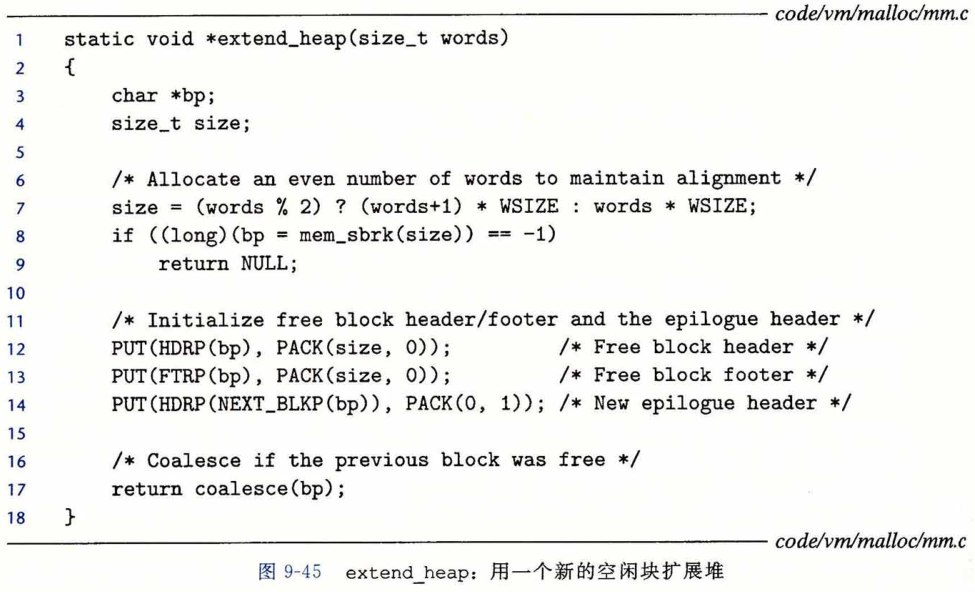 code/vm/malloc/mm.c
1 static void *extend_heap(size_t words)
2 {
3     char *bp;
4     size_t size;
5
6     /* Allocate an even number of words to maintain alignment */
7     size = (words % 2) ? (words+1) * WSIZE : words * WSIZE;
8     if ((long)(bp = mem_sbrk(size)) == -1)
9         return NULL;
10
11     /* Initialize free block header/footer and the epilogue header */
12     PUT(HDRP(bp), PACK(size, 0));         /* Free block header */
13     PUT(FTRP(bp), PACK(size, 0));         /* Free block footer */
14     PUT(HDRP(NEXT_BLKP(bp)), PACK(0, 1)); /* New epilogue header */
15
16     /* Coalesce if the previous block was free */
17     return coalesce(bp);
18 }
code/vm/malloc/mm.c
图 9-45 extend_heap：用一个新的空闲块扩展堆